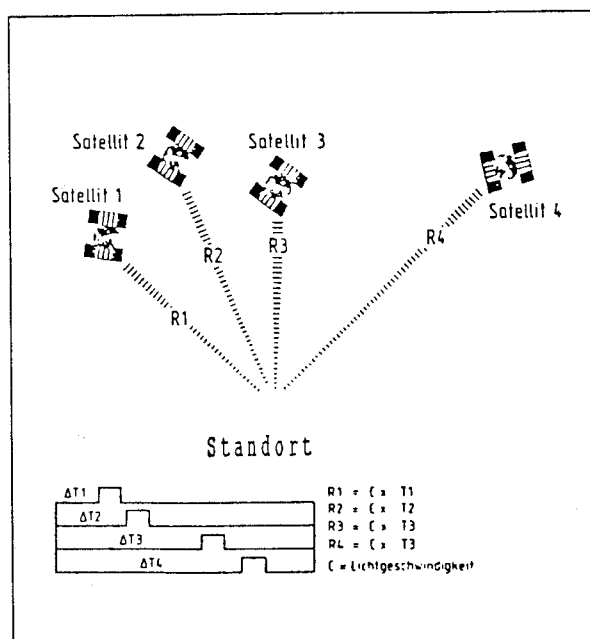 Satellit 2
Satellit 3
Satellit 1
Satellit 4
R1
R2
R3
R4
Standort
ΔT1
ΔT2
ΔT3
ΔT4
R1 = C x T1
R2 = C x T2
R3 = C x T3
R4 = C x T3
C = Lichtgeschwindigkeit